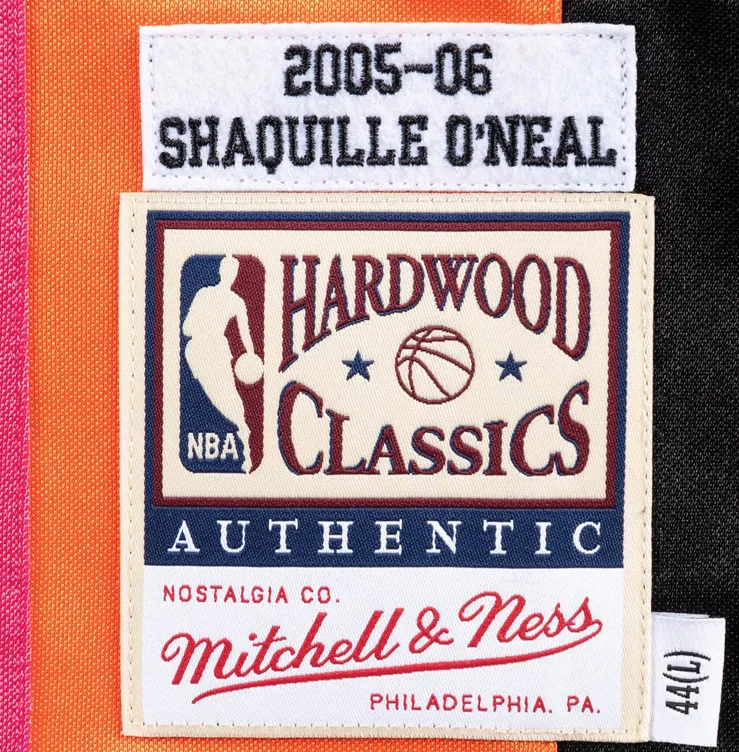 2005-06
SHAQUILLE O'NEAL
HARDWOOD
CLASSICS
NBA
AUTHENTIC
NOSTALGIA CO.
Mitchell & Ness
PHILADELPHIA. PA.
44(L)